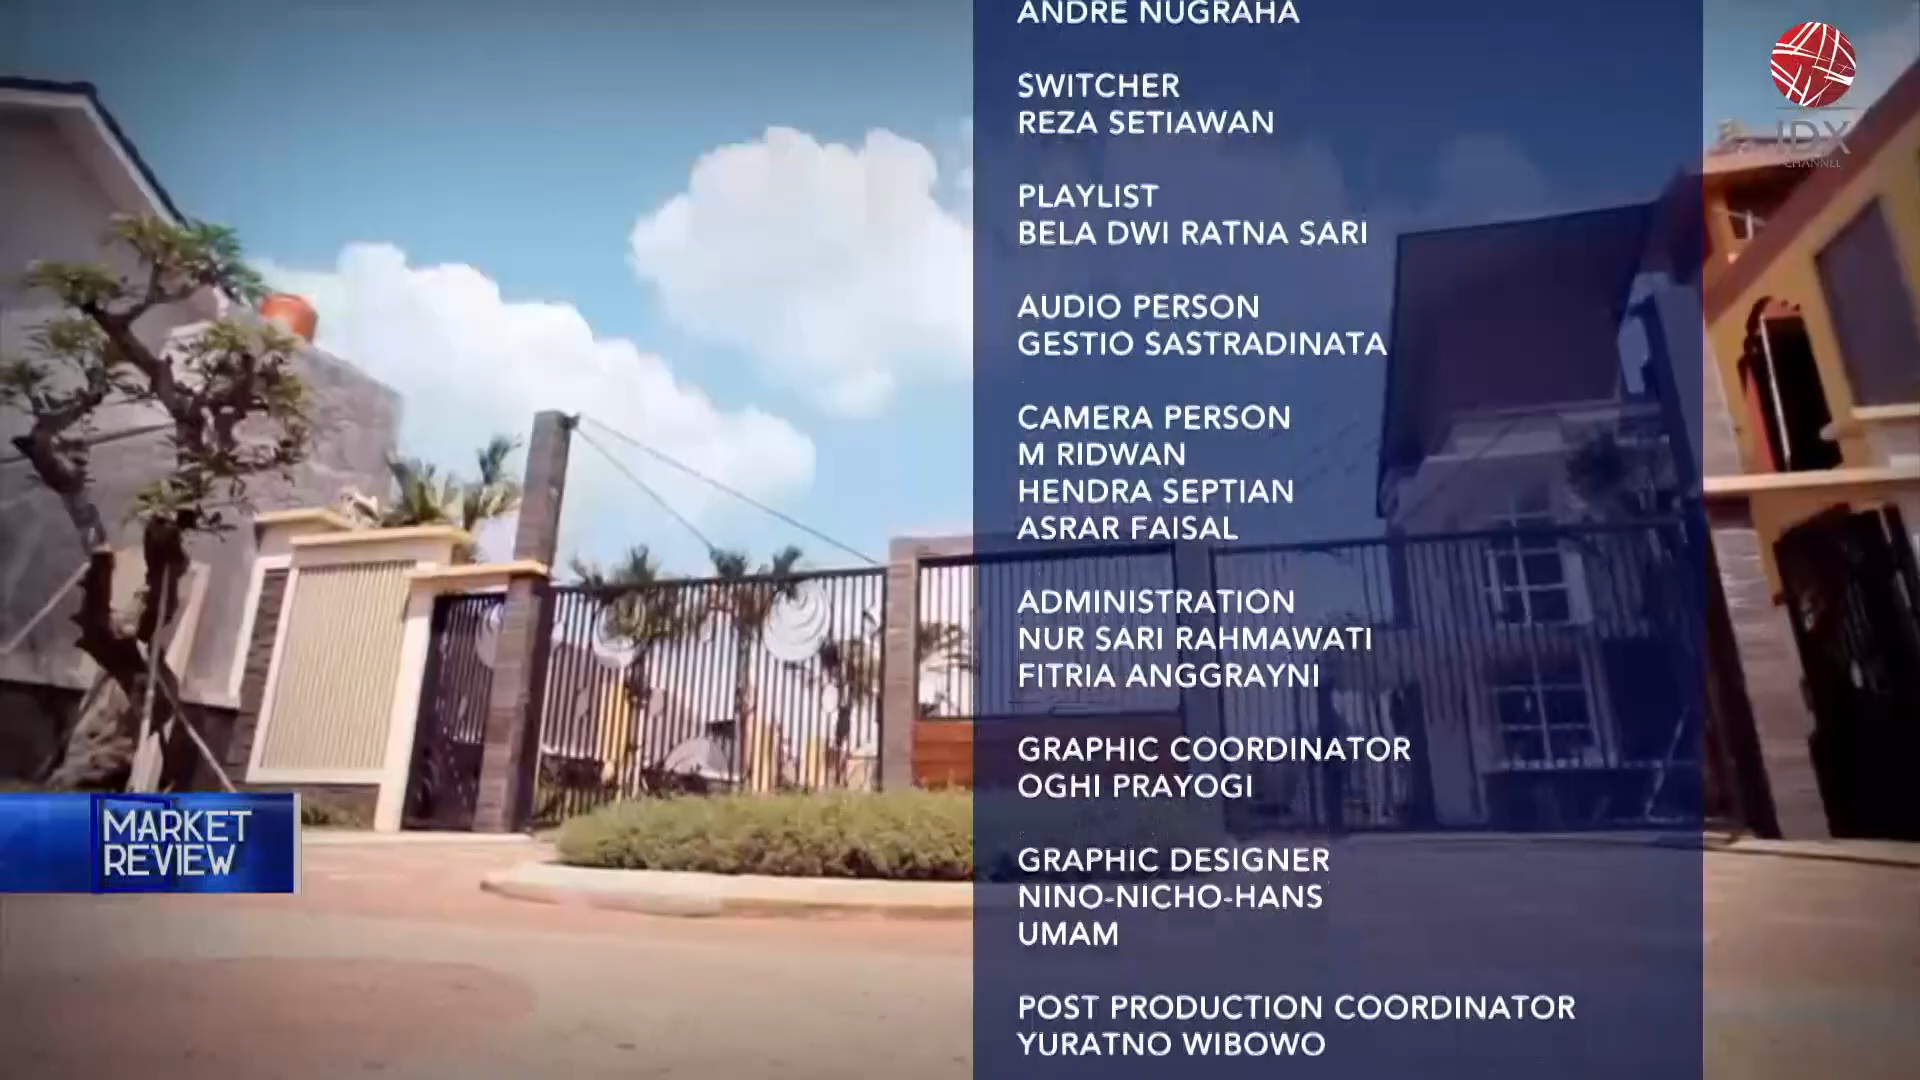 ANDRE NUGRAHA
SWITCHER
REZA SETIAWAN
PLAYLIST
BELA DWI RATNA SARI
AUDIO PERSON
GESTIO SASTRADINATA
CAMERA PERSON
M RIDWAN
HENDRA SEPTIAN
ASRAR FAISAL
ADMINISTRATION
NUR SARI RAHMAWATI
FITRIA ANGGRAYNI
GRAPHIC COORDINATOR
OGHI PRAYOGI
GRAPHIC DESIGNER
NINO-NICHO-HANS
UMAM
POST PRODUCTION COORDINATOR
YURATNO WIBOWO
MARKET
REVIEW
IDX
CHANNEL